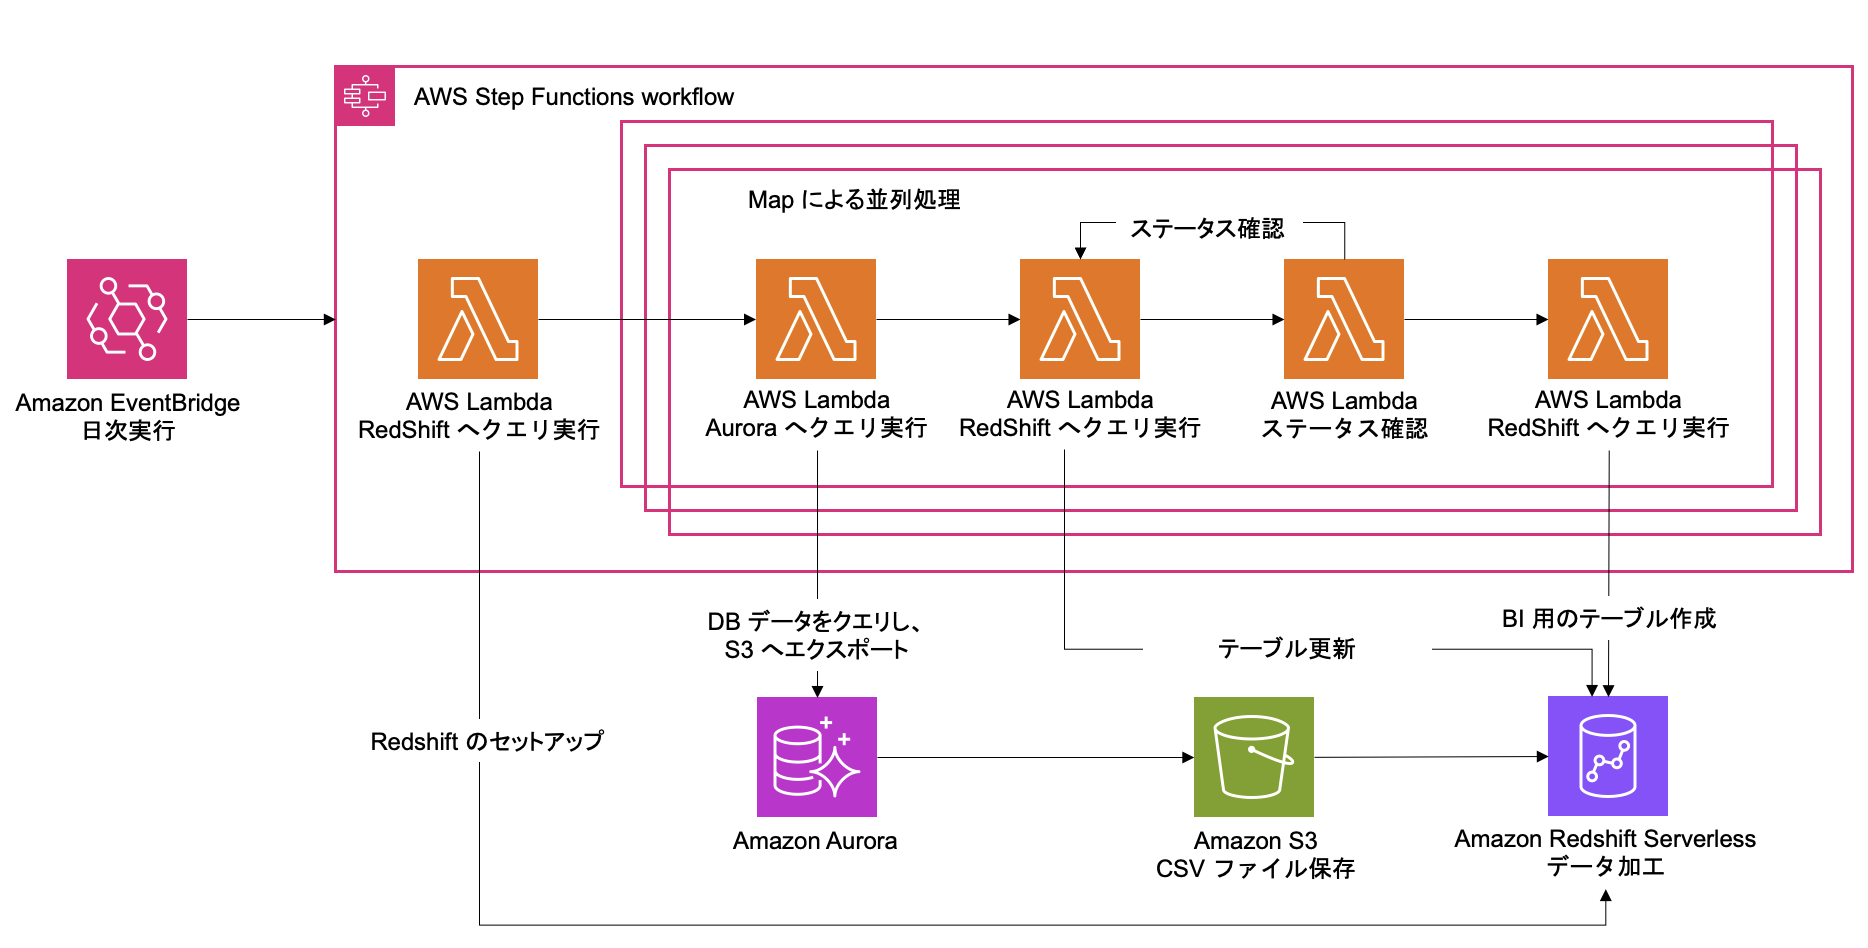 AWS Step Functions workflow
Map による並列処理
ステータス確認
Amazon EventBridge
日次実行
AWS Lambda
RedShift へクエリ実行
AWS Lambda
Aurora へクエリ実行
AWS Lambda
RedShift へクエリ実行
AWS Lambda
ステータス確認
AWS Lambda
RedShift へクエリ実行
DB データをクエリし、
S3 へエクスポート
テーブル更新
BI 用のテーブル作成
Redshift のセットアップ
Amazon Aurora
Amazon S3
CSV ファイル保存
Amazon Redshift Serverless
データ加工